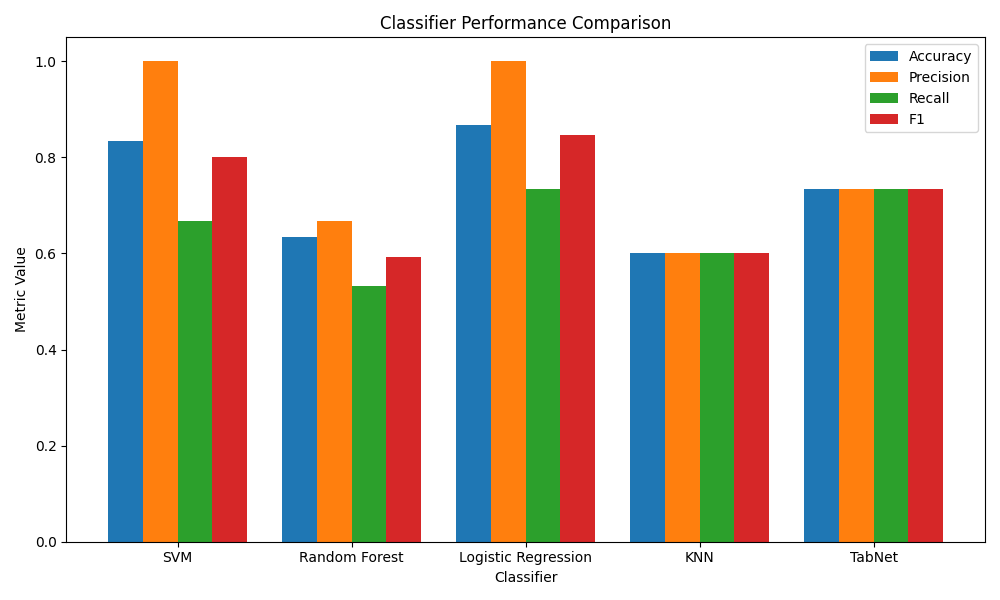 Classifier Performance Comparison
Metric Value
1.0
0.8
0.6
0.4
0.2
0.0
Accuracy
Precision
Recall
F1
SVM
Random Forest
Logistic Regression
KNN
TabNet
Classifier